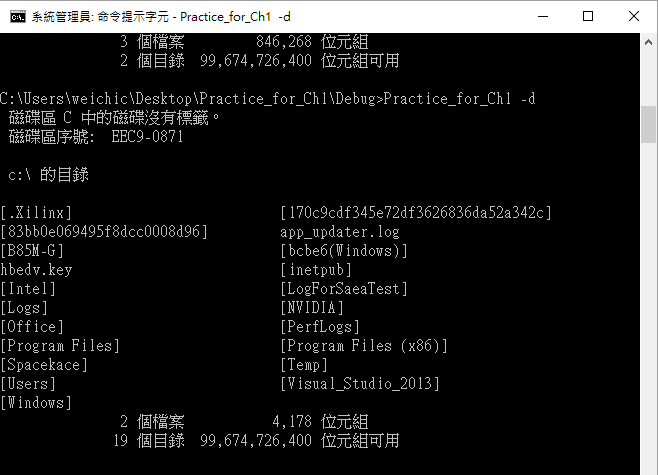 系統管理員: 命令提示字元 - Practice_for_Ch1 -d
3 個檔案 846,268 位元組
2 個目錄 99,674,726,400 位元組可用
C:\Users\weichic\Desktop\Practice_for_Ch1\Debug>Practice_for_Ch1 -d
磁碟區 C 中的磁碟沒有標籤。
磁碟區序號: EEC9-0871
c:\ 的目錄
[.Xilinx] [170c9cdf345e72df3626836da52a342c]
[83bb0e069495f8dcc0008d96] app_updater.log
[B85M-G] [bcbe6(Windows)]
hbedv.key [inetpub]
[Intel] [LogForSaeaTest]
[Logs] [NVIDIA]
[Office] [PerfLogs]
[Program Files] [Program Files (x86)]
[Spacekace] [Temp]
[Users] [Visual_Studio_2013]
[Windows]
2 個檔案 4,178 位元組
19 個目錄 99,674,726,400 位元組可用